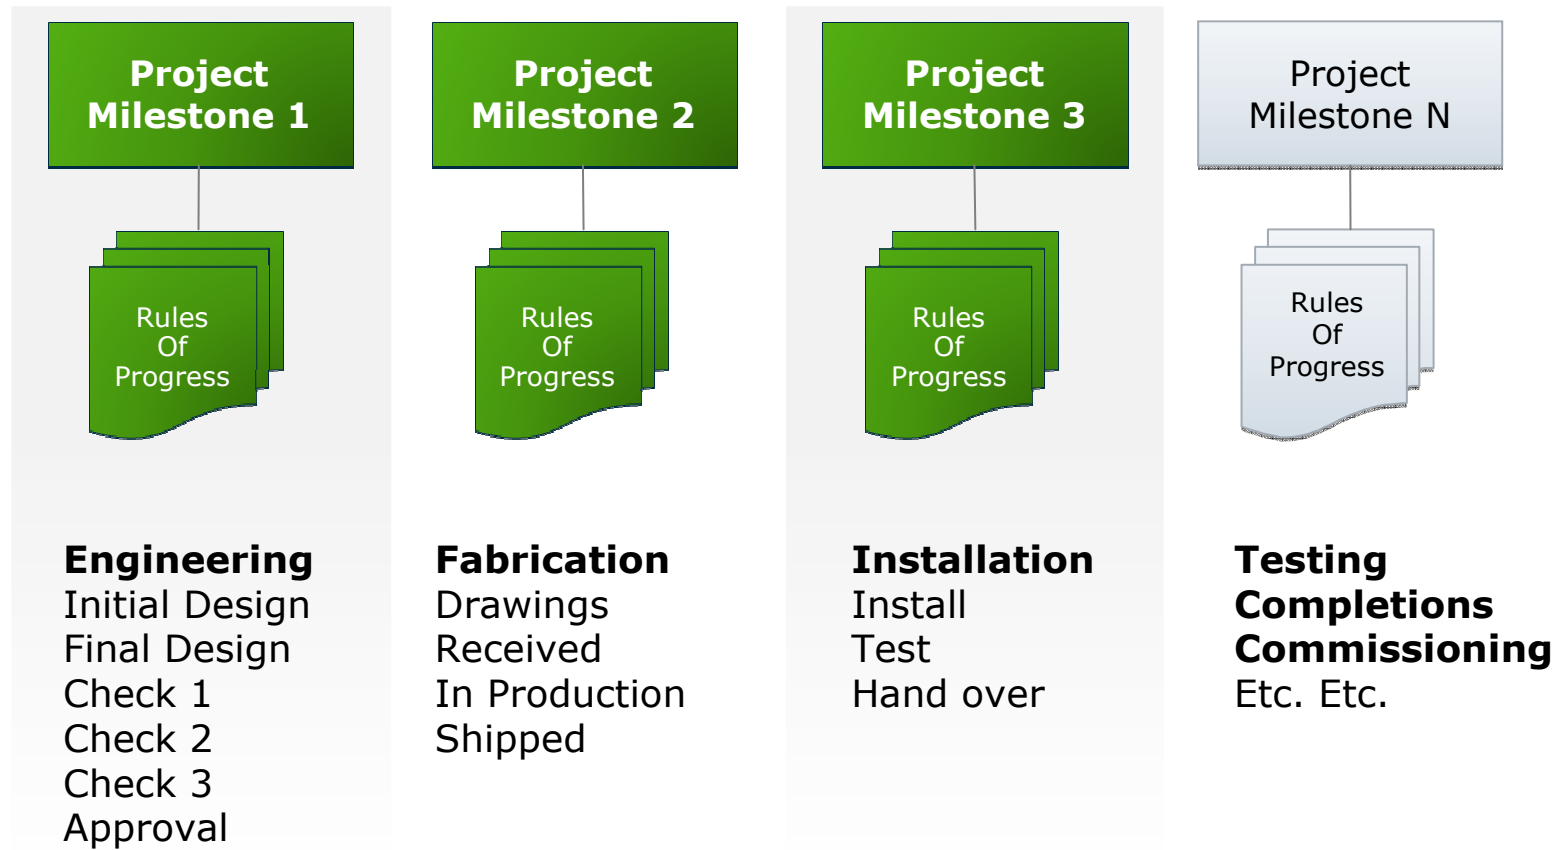 Project
Milestone 1
Project
Milestone 2
Project
Milestone 3
Project
Milestone N
Rules
Of
Progress
Rules
Of
Progress
Rules
Of
Progress
Rules
Of
Progress
Engineering
Initial Design
Final Design
Check 1
Check 2
Check 3
Approval
Fabrication
Drawings
Received
In Production
Shipped
Installation
Install
Test
Hand over
Testing
Completions
Commissioning
Etc. Etc.